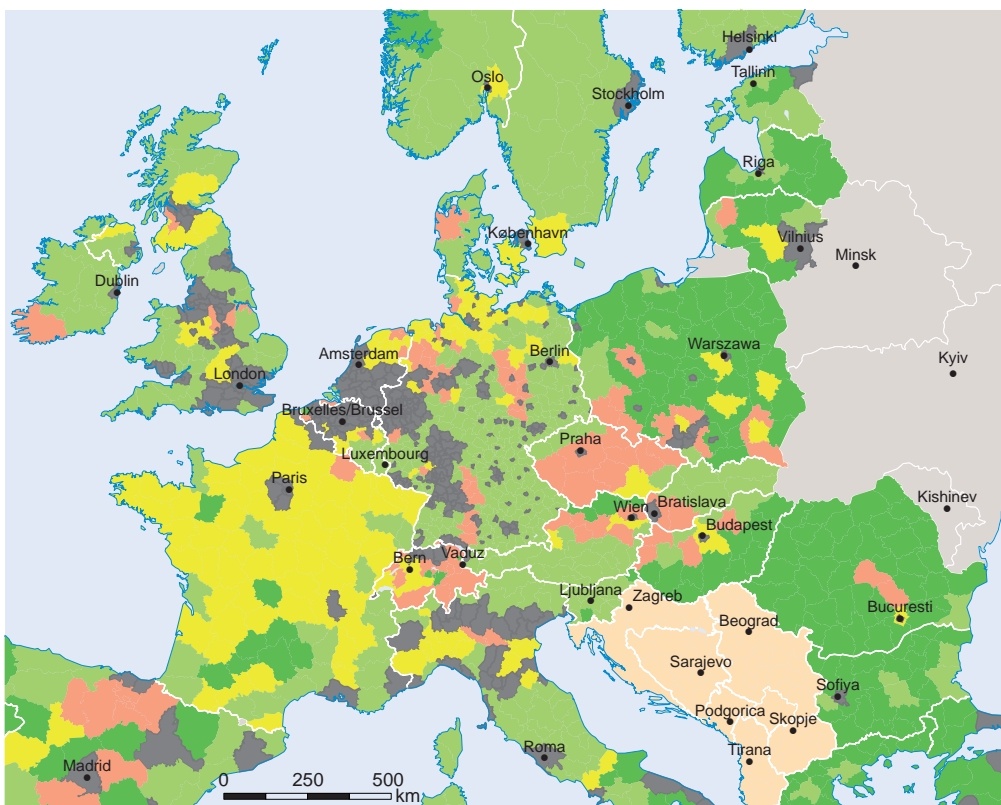 Helsinki
Oslo
Tallinn
Stockholm
Riga
København
Vilnius
Minsk
Dublin
Amsterdam
Berlin
Warszawa
London
Kyiv
Bruxelles/Brussel
Praha
Luxembourg
Paris
Kishinev
Wien
Bratislava
Budapest
Bern
Vaduz
Ljubljana
Zagreb
Bucuresti
Beograd
Sarajevo
Sofiya
Podgorica
Skopje
Roma
Tirana
Madrid
0 250 500
km